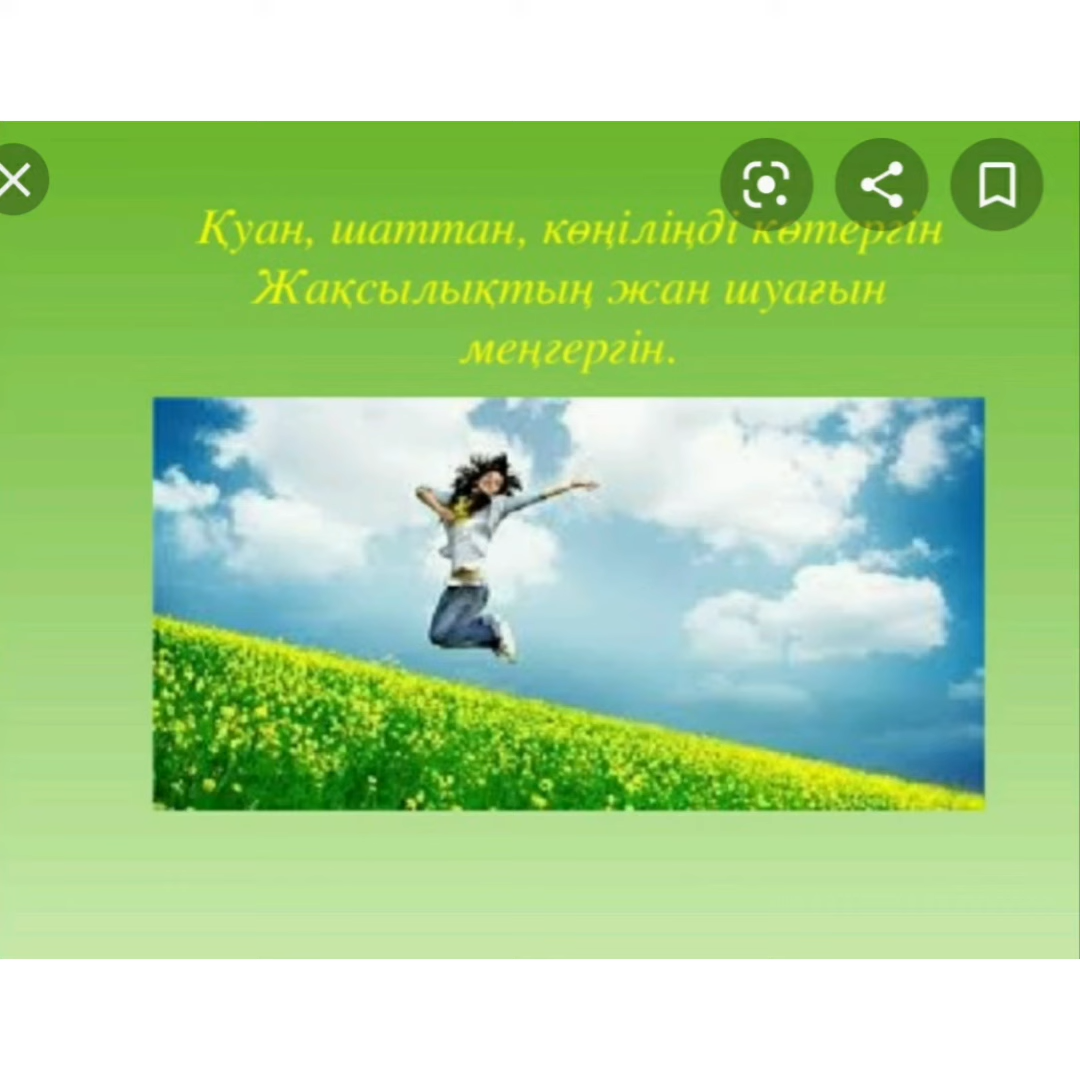 Қуан, шаттан, көңіліңді көтергін
Жақсылықтың жан шуағын
меңгергін.